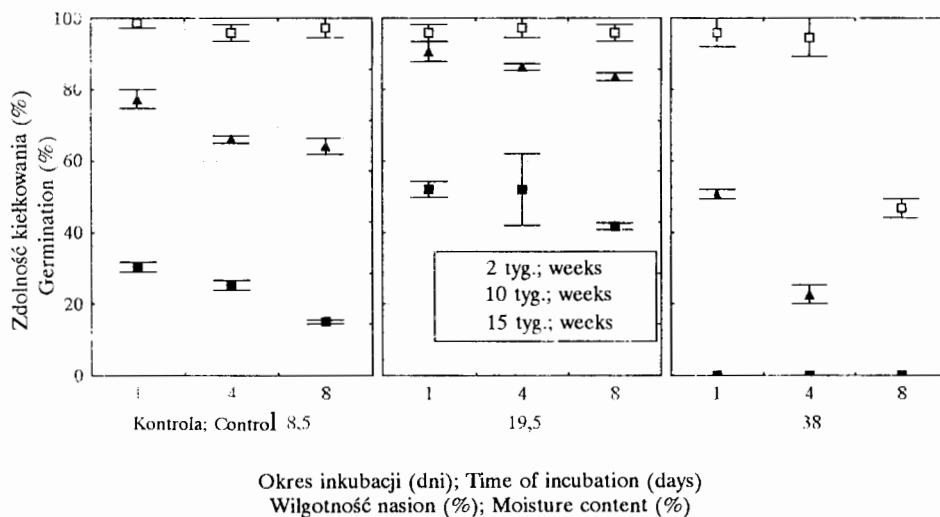 Zdolność kiełkowania (%)
Germination (%)
100
80
60
40
20
0
2 tyg.; weeks
10 tyg.; weeks
15 tyg.; weeks
1 4 8 1 4 8 1 4 8
Kontrola; Control 8,5 19,5 38
Okres inkubacji (dni); Time of incubation (days)
Wilgotność nasion (%); Moisture content (%)